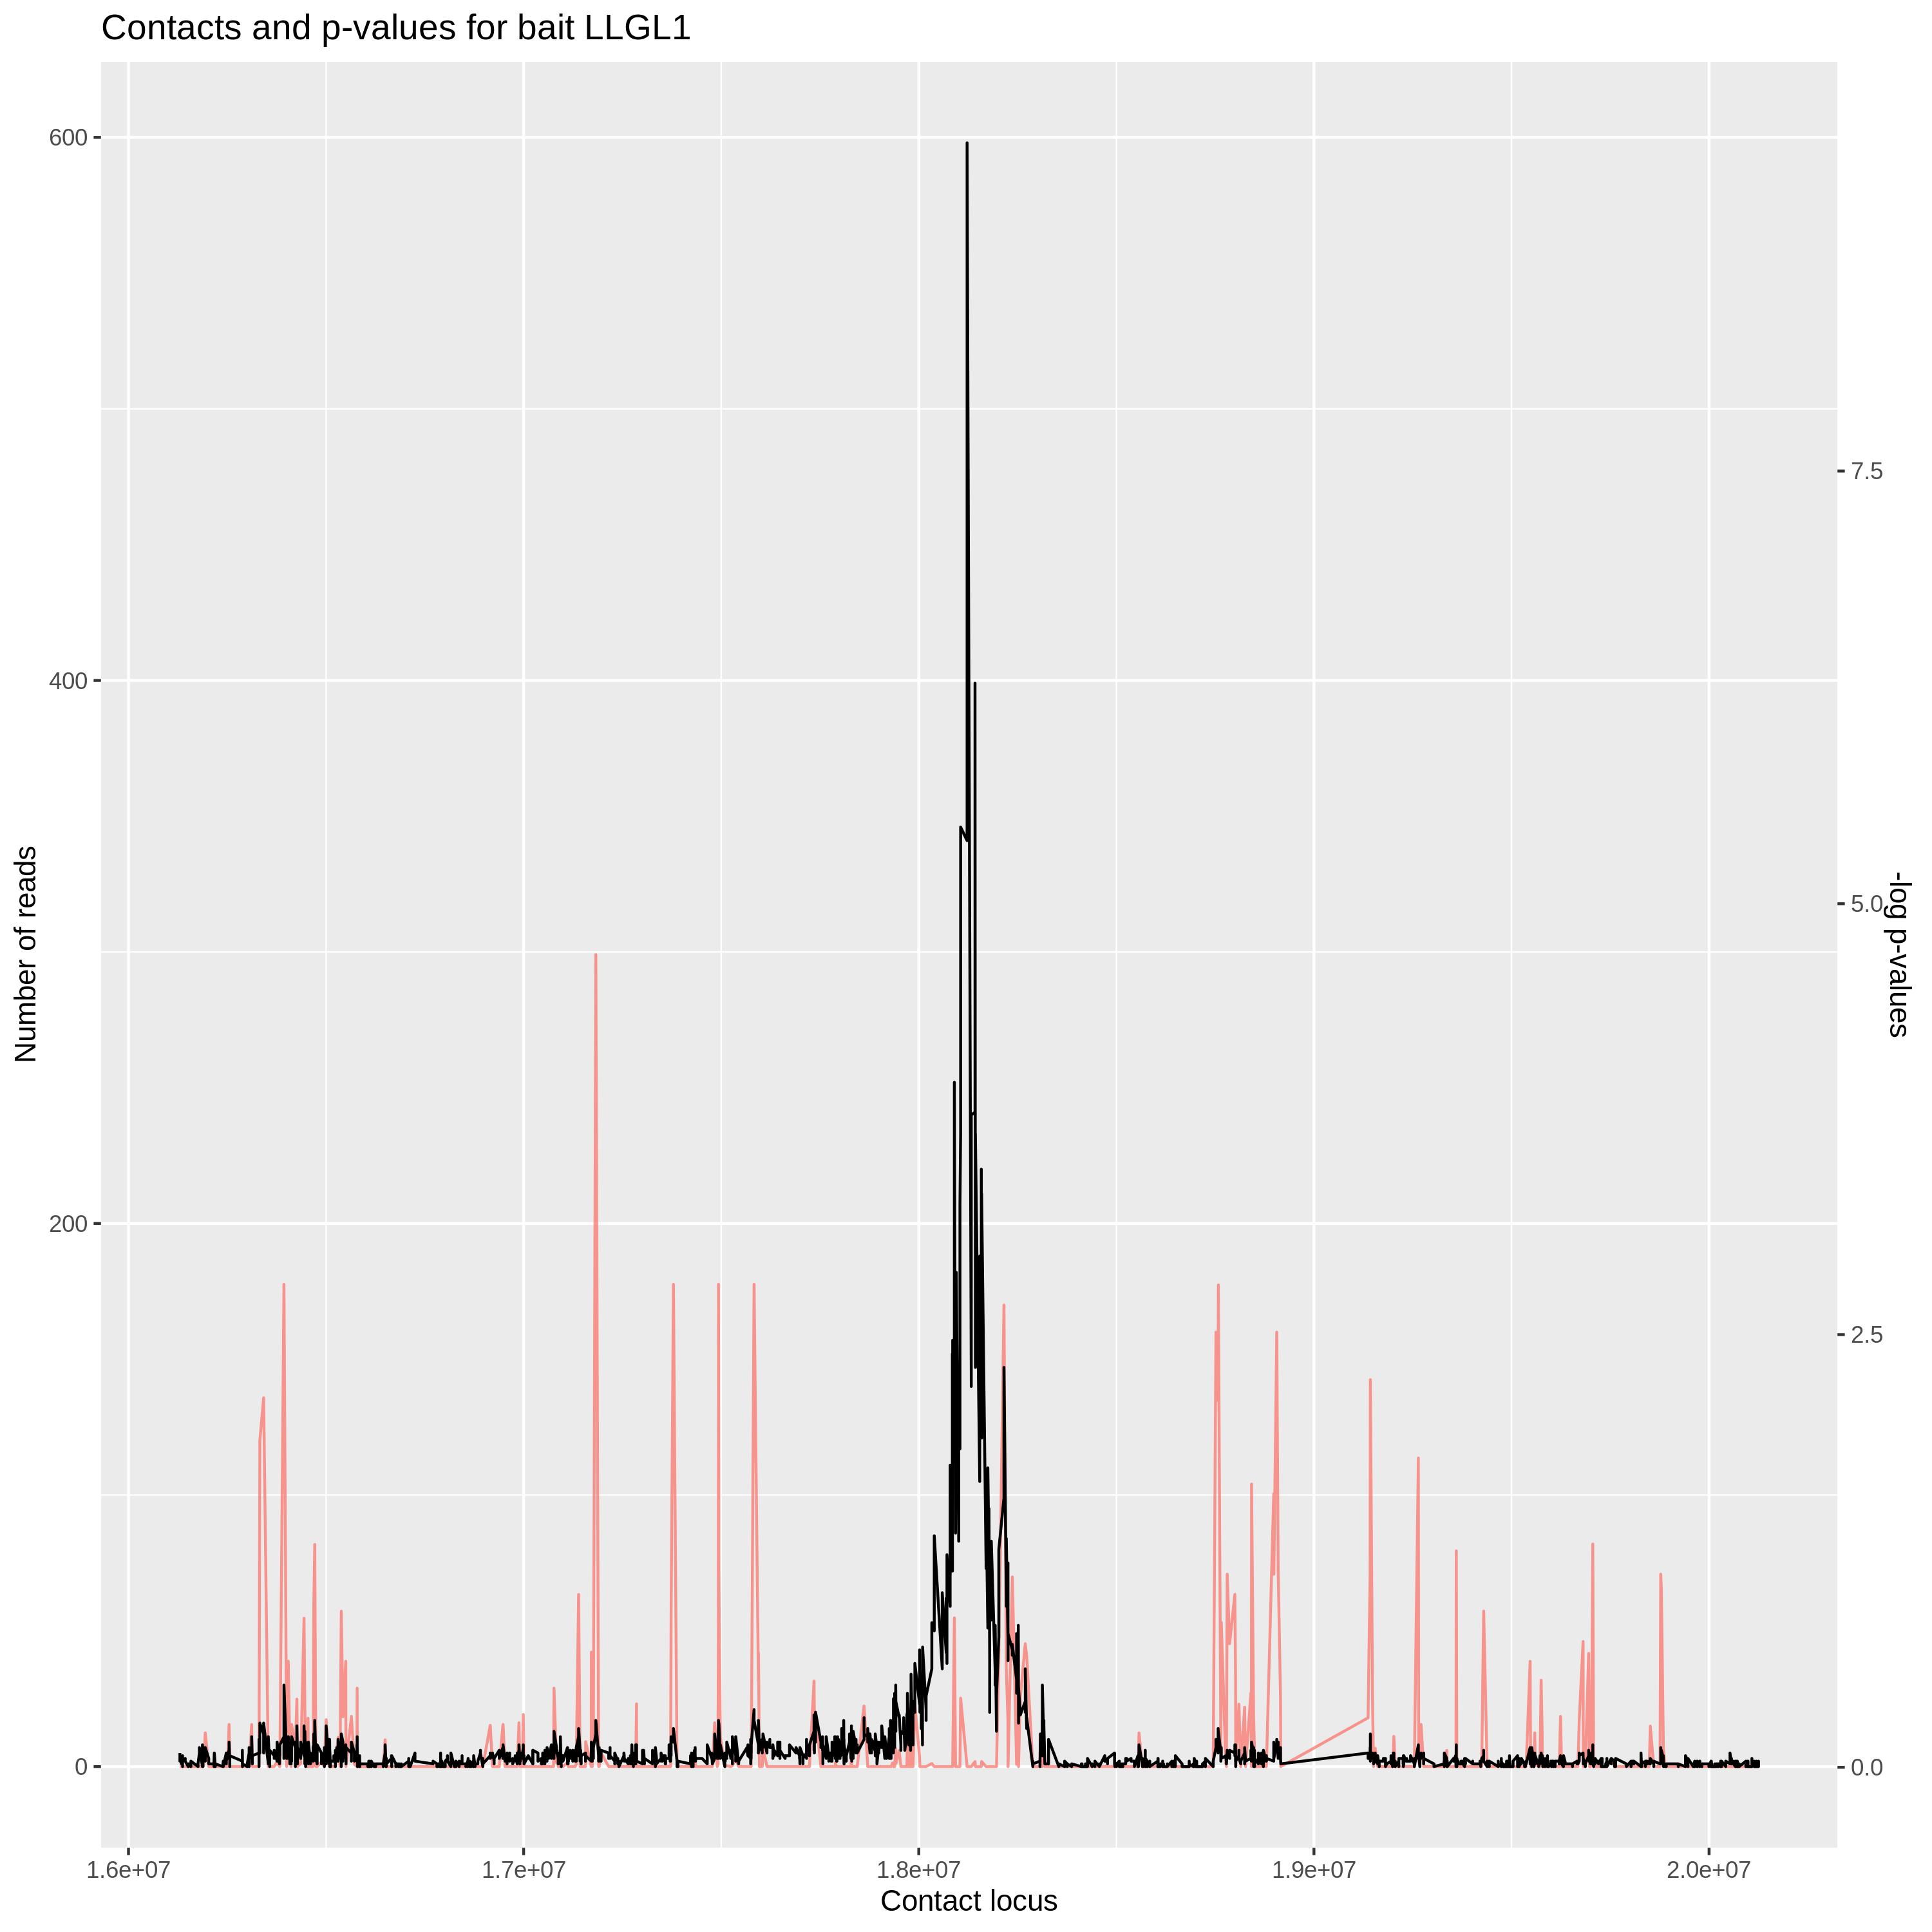 Contacts and p-values for bait LLGL1
600
400
200
0
Number of reads
7.5
5.0
2.5
0.0
-log p-values
1.6e+07
1.7e+07
1.8e+07
1.9e+07
2.0e+07
Contact locus